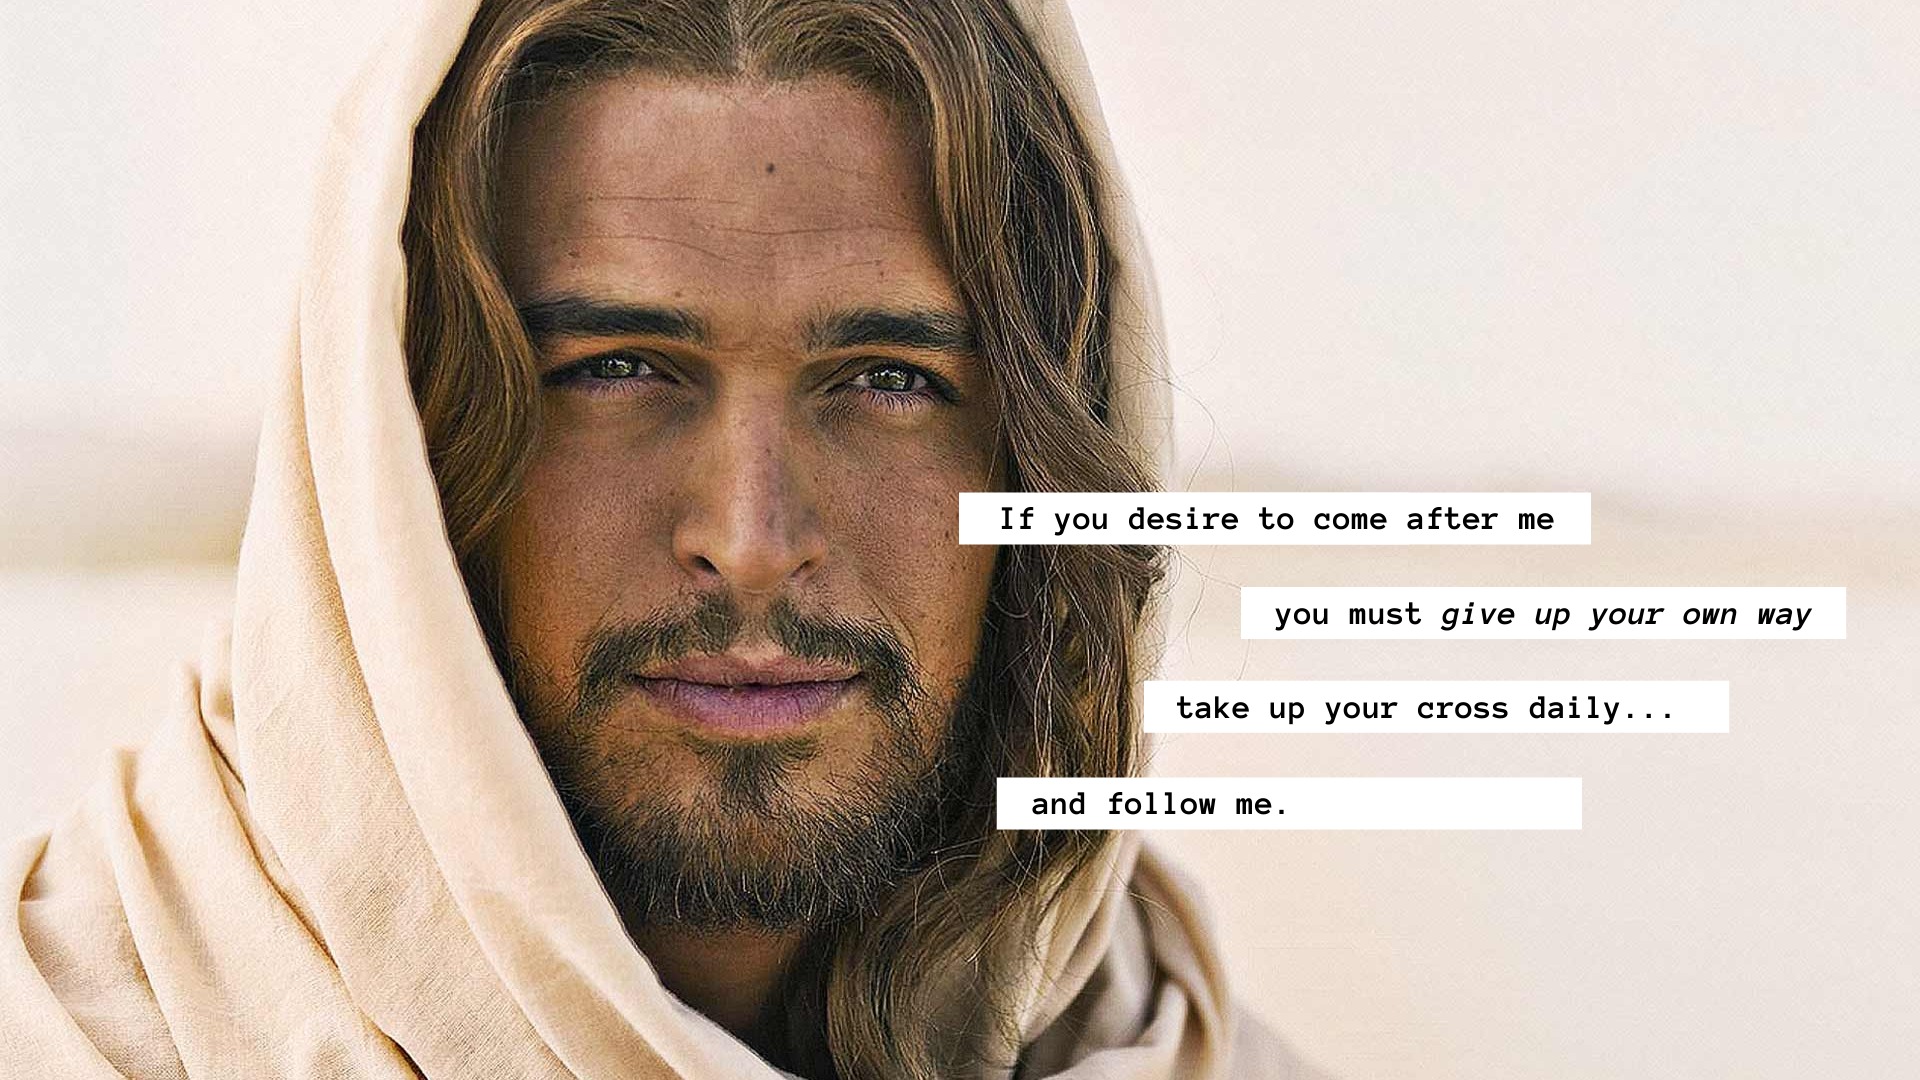 If you desire to come after me
you must give up your own way
take up your cross daily...
and follow me.